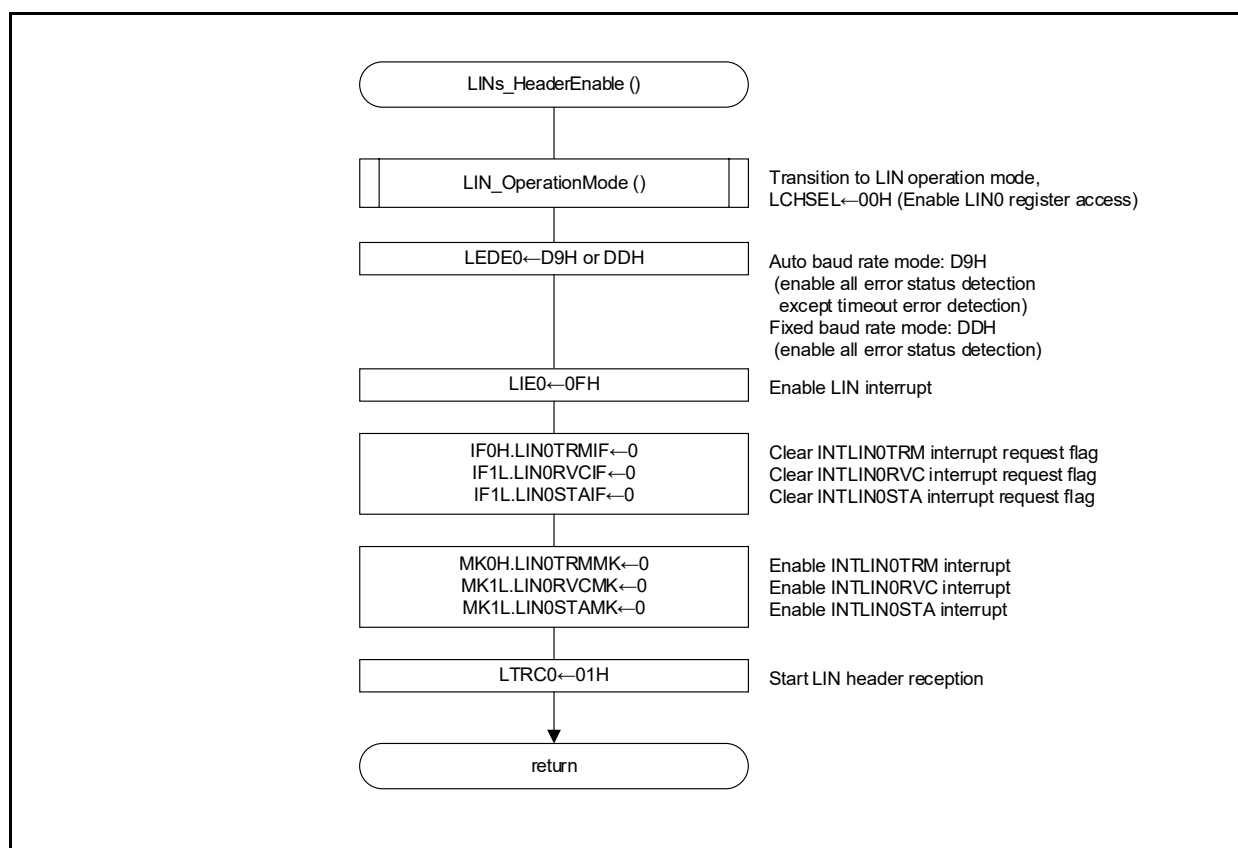 LINs_HeaderEnable ()
LIN_OperationMode ()
Transition to LIN operation mode,
LCHSEL←00H (Enable LIN0 register access)
LEDE0←D9H or DDH
Auto baud rate mode: D9H
(enable all error status detection
except timeout error detection)
Fixed baud rate mode: DDH
(enable all error status detection)
LIE0←0FH
Enable LIN interrupt
IF0H.LIN0TRMIF←0
Clear INTLIN0TRM interrupt request flag
IF1L.LIN0RVCIF←0
Clear INTLIN0RVC interrupt request flag
IF1L.LIN0STAIF←0
Clear INTLIN0STA interrupt request flag
MK0H.LIN0TRMMK←0
Enable INTLIN0TRM interrupt
MK1L.LIN0RVCMK←0
Enable INTLIN0RVC interrupt
MK1L.LIN0STAMK←0
Enable INTLIN0STA interrupt
LTRC0←01H
Start LIN header reception
return